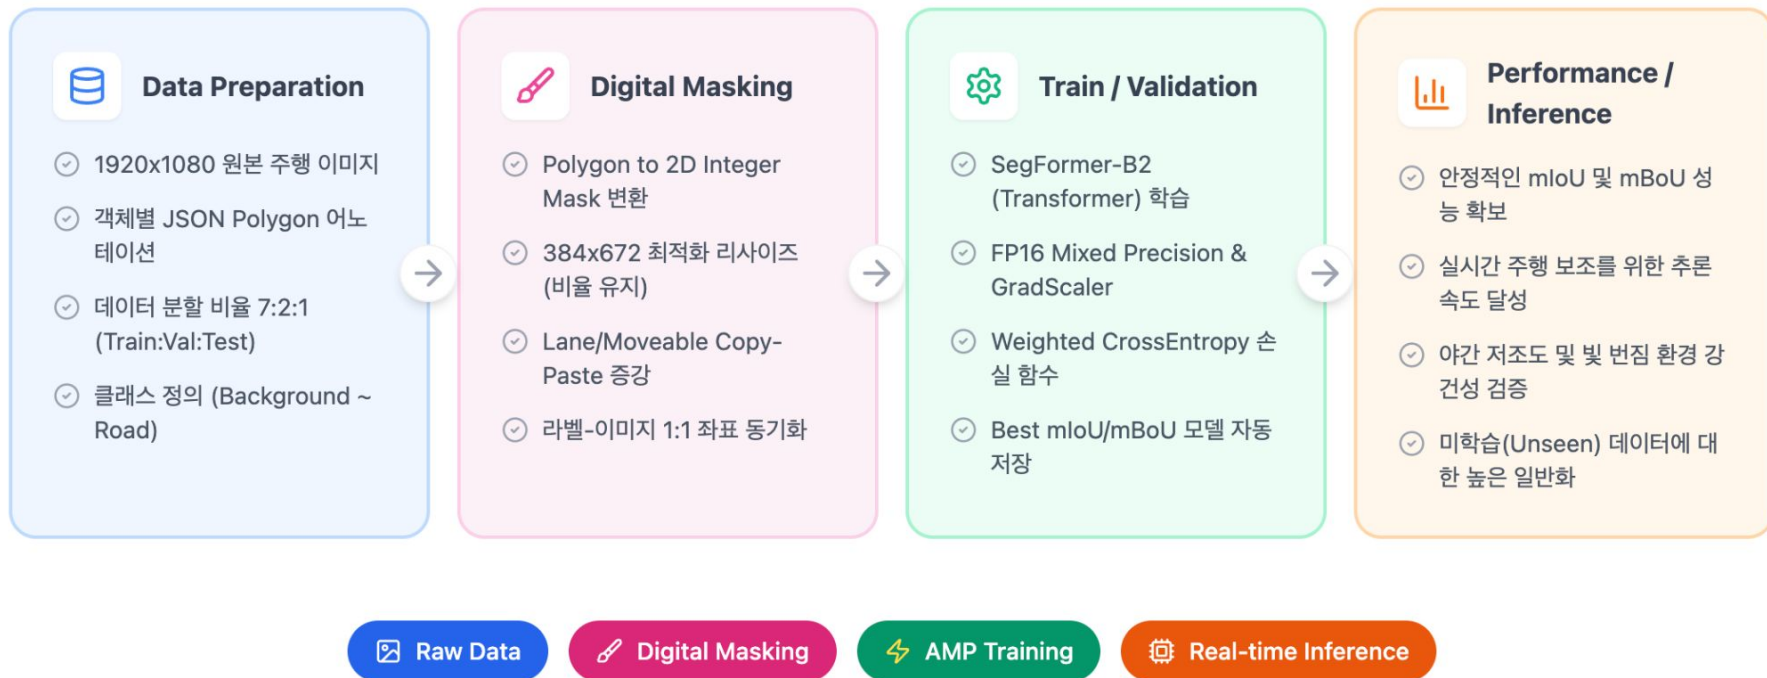 Data Preparation
1920x1080 원본 주행 이미지
객체별 JSON Polygon 어노
테이션
데이터 분할 비율 7:2:1
(Train:Val:Test)
클래스 정의 (Background ~
Road)
Digital Masking
Polygon to 2D Integer
Mask 변환
384x672 최적화 리사이즈
(비율 유지)
Lane/Moveable Copy-
Paste 증강
라벨-이미지 1:1 좌표 동기화
Train / Validation
SegFormer-B2
(Transformer) 학습
FP16 Mixed Precision &
GradScaler
Weighted CrossEntropy 손
실 함수
Best mIoU/mBoU 모델 자동
저장
Performance /
Inference
안정적인 mIoU 및 mBoU 성
능 확보
실시간 주행 보조를 위한 추론
속도 달성
야간 저조도 및 빛 번짐 환경 강
건성 검증
미학습(Unseen) 데이터에 대
한 높은 일반화
Raw Data
Digital Masking
AMP Training
Real-time Inference